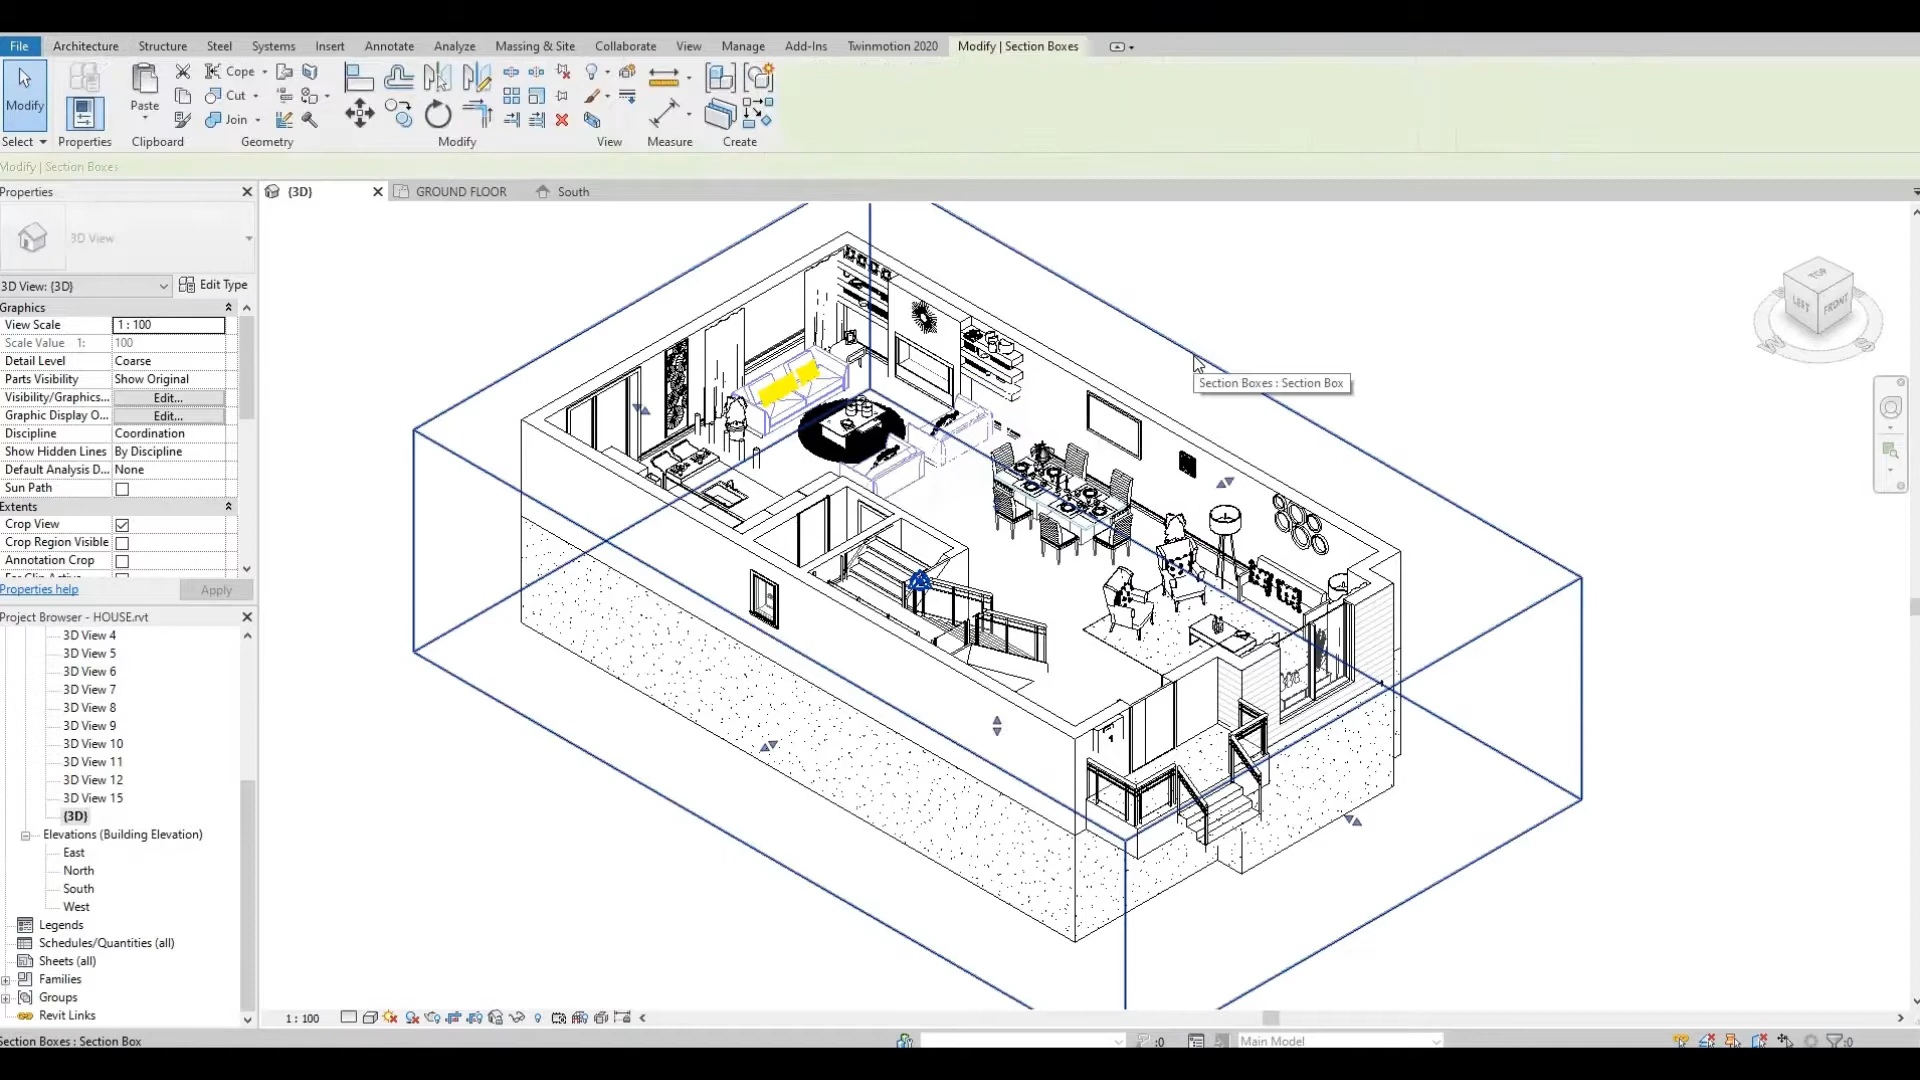 File Architecture Structure Steel Systems Insert Annotate Analyze Massing & Site Collaborate View Manage Add-Ins Twinmotion 2020 Modify | Section Boxes
Cope
Cut
Join
Modify
Paste
Select Properties Clipboard Geometry Modify View Measure Create
Modify | Section Boxes
Properties
{3D} GROUND FLOOR South
3D View
3D View: {3D} Edit Type
Graphics
View Scale 1 : 100
Scale Value 1: 100
Detail Level Coarse
Parts Visibility Show Original
Visibility/Graphics... Edit...
Graphic Display O... Edit...
Discipline Coordination
Show Hidden Lines By Discipline
Default Analysis D... None
Sun Path
Extents
Crop View
Crop Region Visible
Annotation Crop
Properties help Apply
Project Browser - HOUSE.rvt
3D View 4
3D View 5
3D View 6
3D View 7
3D View 8
3D View 9
3D View 10
3D View 11
3D View 12
3D View 15
{3D}
Elevations (Building Elevation)
East
North
South
West
Legends
Schedules/Quantities (all)
Sheets (all)
Families
Groups
Revit Links
TOP
LEFT FRONT
W S
Section Boxes : Section Box
1
1 : 100
Section Boxes : Section Box
:0 Main Model :0